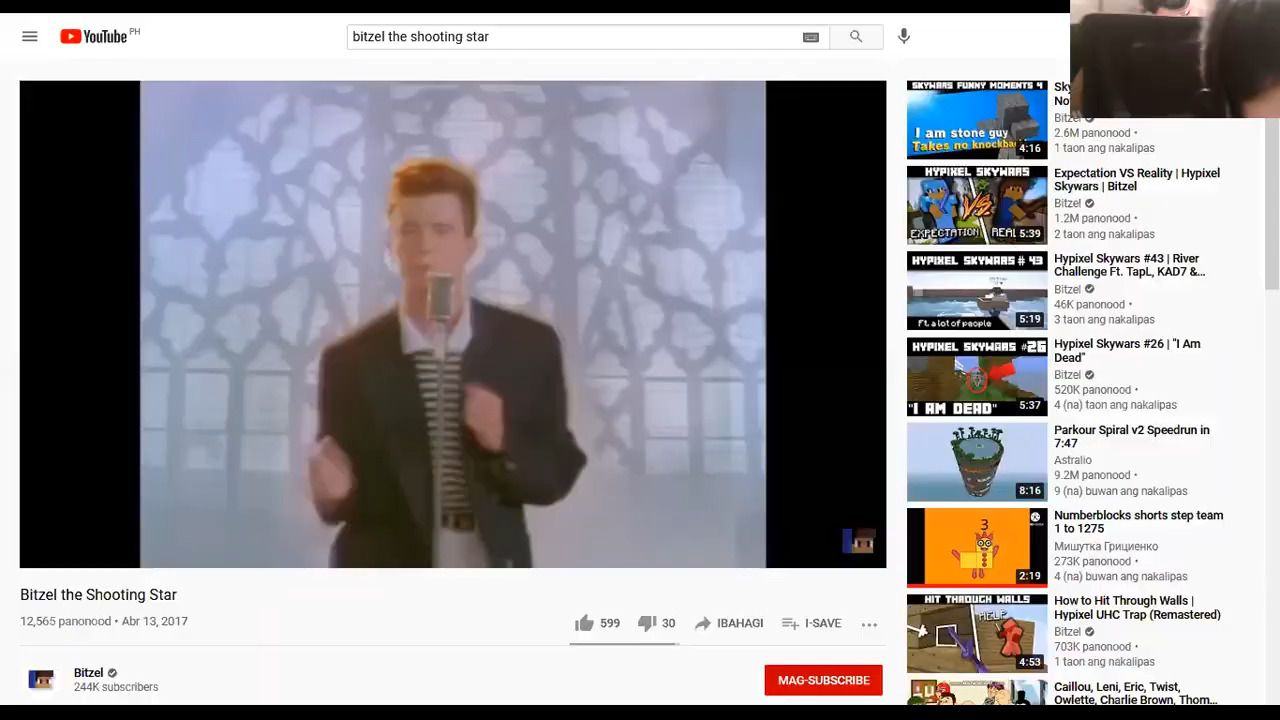 YouTube PH
bitzel the shooting star
Bitzel the Shooting Star
12,565 panonood • Abr 13, 2017
599
30
IBAHAGI
I-SAVE
Bitzel
244K subscribers
MAG-SUBSCRIBE
SKYWARS FUNNY MOMENTS 4
I am stone guy
4:16
Bitzel
2.6M panonood •
1 taon ang nakalipas
HYPIXEL SKYWARS
VS
EXPECTATION
5:39
Expectation VS Reality | Hypixel
Skywars | Bitzel
Bitzel
1.2M panonood •
2 taon ang nakalipas
HYPIXEL SKYWARS # 43
Ft. a lot of people
5:19
Hypixel Skywars #43 | River
Challenge Ft. TapL, KAD7 &...
Bitzel
46K panonood •
3 taon ang nakalipas
HYPIXEL SKYWARS #26
"I AM DEAD"
5:37
Hypixel Skywars #26 | "I Am
Dead"
Bitzel
520K panonood •
4 (na) taon ang nakalipas
8:16
Parkour Spiral v2 Speedrun in
7:47
Astralio
9.2M panonood •
9 (na) buwan ang nakalipas
3
2:19
Numberblocks shorts step team
1 to 1275
Мишутка Грициенко
273K panonood •
4 (na) buwan ang nakalipas
HIT THROUGH WALLS
HELP
4:53
How to Hit Through Walls |
Hypixel UHC Trap (Remastered)
Bitzel
703K panonood •
1 taon ang nakalipas
Caillou, Leni, Eric, Twist,
Owlette, Charlie Brown, Thom...